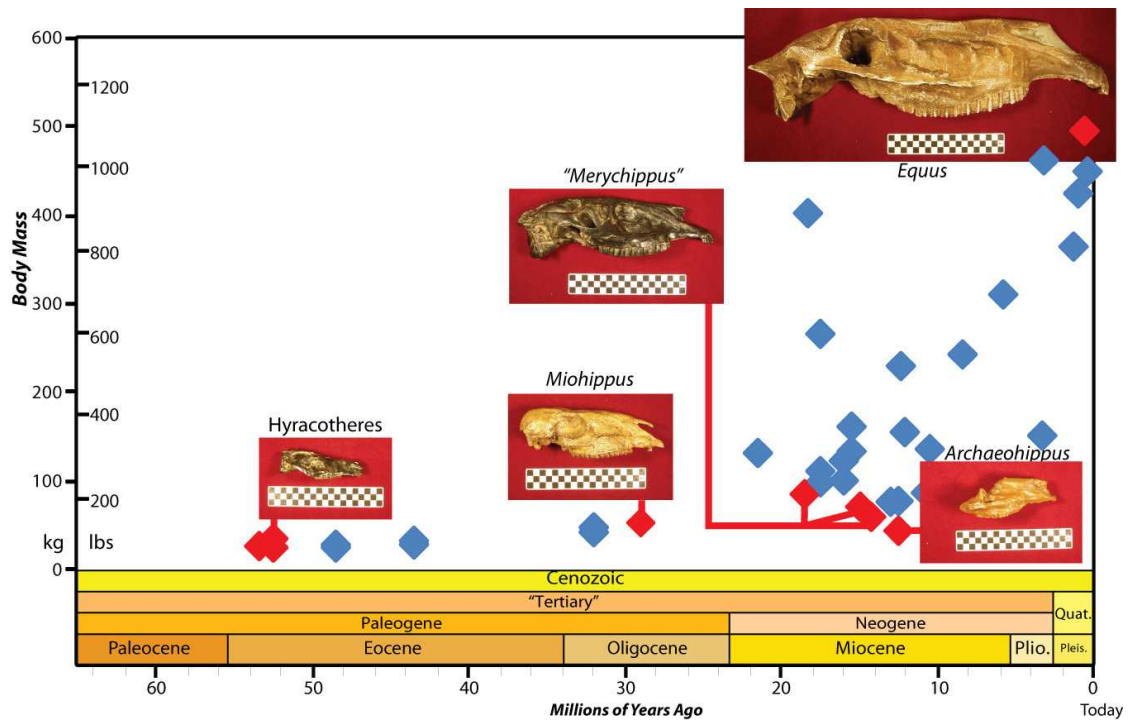 600
500
400
300
200
100
0
kg
1200
1000
800
600
400
200
lbs
Body Mass
Equus
“Merychippus”
Miohippus
Hyracotheres
Archaeohippus
Cenozoic
“Tertiary”
Quat.
Paleogene
Neogene
Paleocene
Eocene
Oligocene
Miocene
Plio.
Pleis.
60
50
40
30
20
10
0
Millions of Years Ago
Today